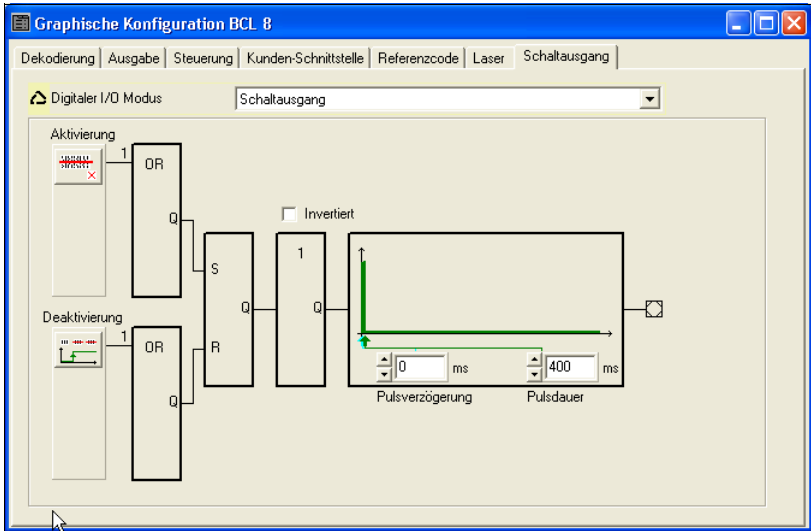 Graphische Konfiguration BCL 8
Dekodierung Ausgabe Steuerung Kunden-Schnittstelle Referenzcode Laser Schaltausgang
Digitaler I/O Modus Schaltausgang
Aktivierung
1 OR
Q
Invertiert
S
1
Q Q
Deaktivierung
1 OR R
Q
0 ms 400 ms
Pulsverzögerung Pulsdauer